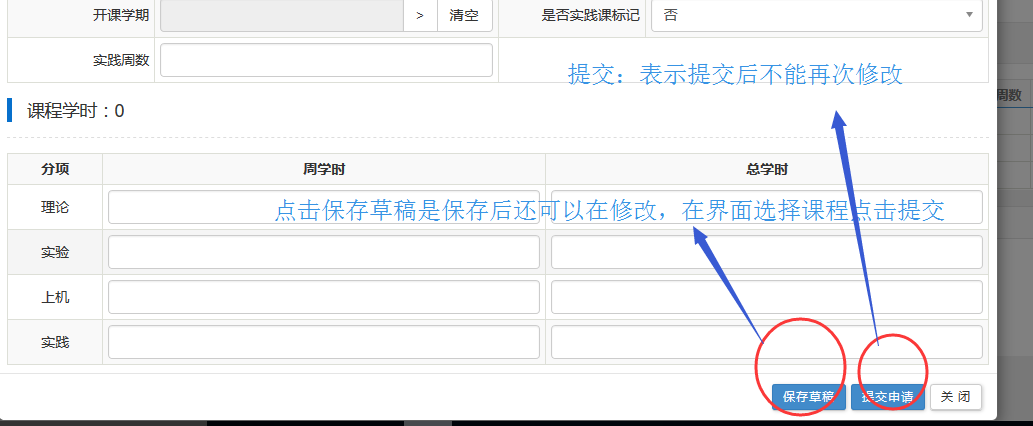 开课学期 > 清空 是否实践课标记 否
实践周数
提交：表示提交后不能再次修改
周数
课程学时：0
分项 周学时 总学时
理论
点击保存草稿是保存后还可以在修改，在界面选择课程点击提交
实验
上机
实践
保存草稿 提交申请 关 闭